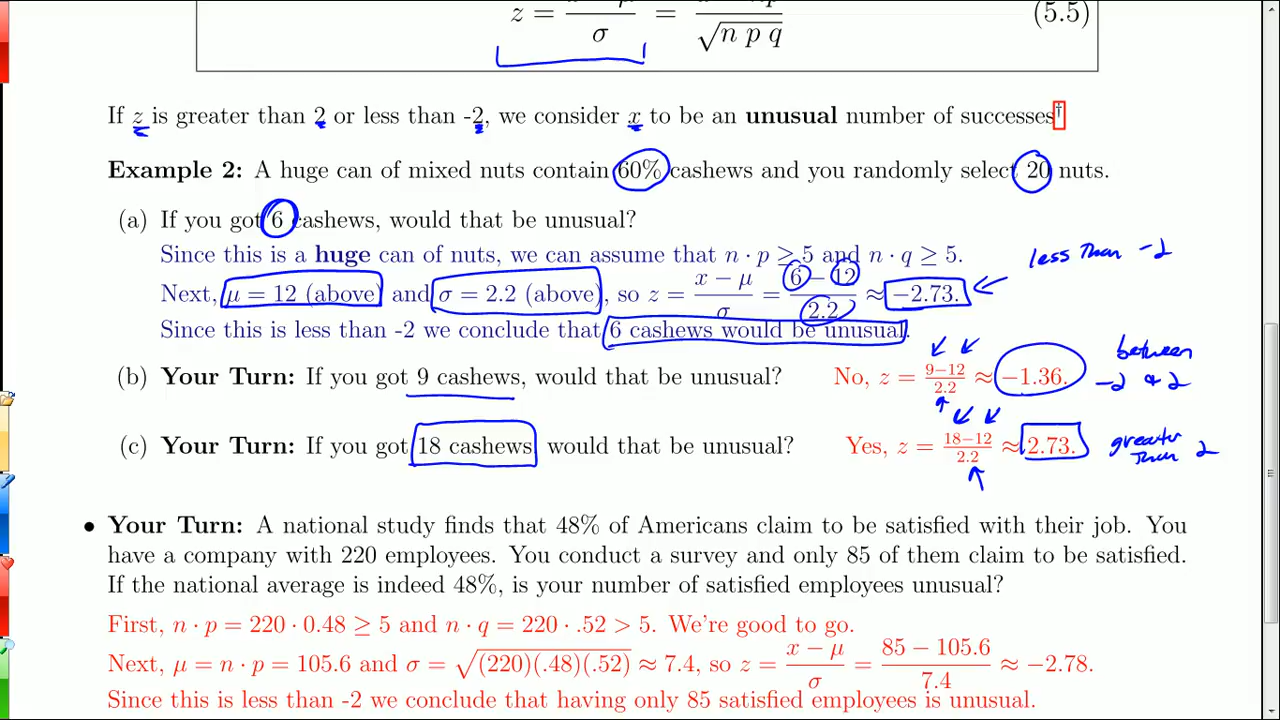 z = x − μ / σ = / √n p q (5.5)
If z is greater than 2 or less than -2, we consider x to be an unusual number of successes†
Example 2: A huge can of mixed nuts contain 60% cashews and you randomly select 20 nuts.
(a) If you got 6 cashews, would that be unusual?
Since this is a huge can of nuts, we can assume that n · p ≥ 5 and n · q ≥ 5.
less than -2
Next, μ = 12 (above) and σ = 2.2 (above), so z = x − μ / σ = 6 − 12 / 2.2 ≈ −2.73.
Since this is less than -2 we conclude that 6 cashews would be unusual.
(b) Your Turn: If you got 9 cashews, would that be unusual? No, z = 9−12 / 2.2 ≈ −1.36.
between
-2 & 2
(c) Your Turn: If you got 18 cashews, would that be unusual? Yes, z = 18−12 / 2.2 ≈ 2.73.
greater
than 2
• Your Turn: A national study finds that 48% of Americans claim to be satisfied with their job. You
have a company with 220 employees. You conduct a survey and only 85 of them claim to be satisfied.
If the national average is indeed 48%, is your number of satisfied employees unusual?
First, n · p = 220 · 0.48 ≥ 5 and n · q = 220 · .52 > 5. We're good to go.
Next, μ = n · p = 105.6 and σ = √(220)(.48)(.52) ≈ 7.4, so z = x − μ / σ = 85 − 105.6 / 7.4 ≈ −2.78.
Since this is less than -2 we conclude that having only 85 satisfied employees is unusual.